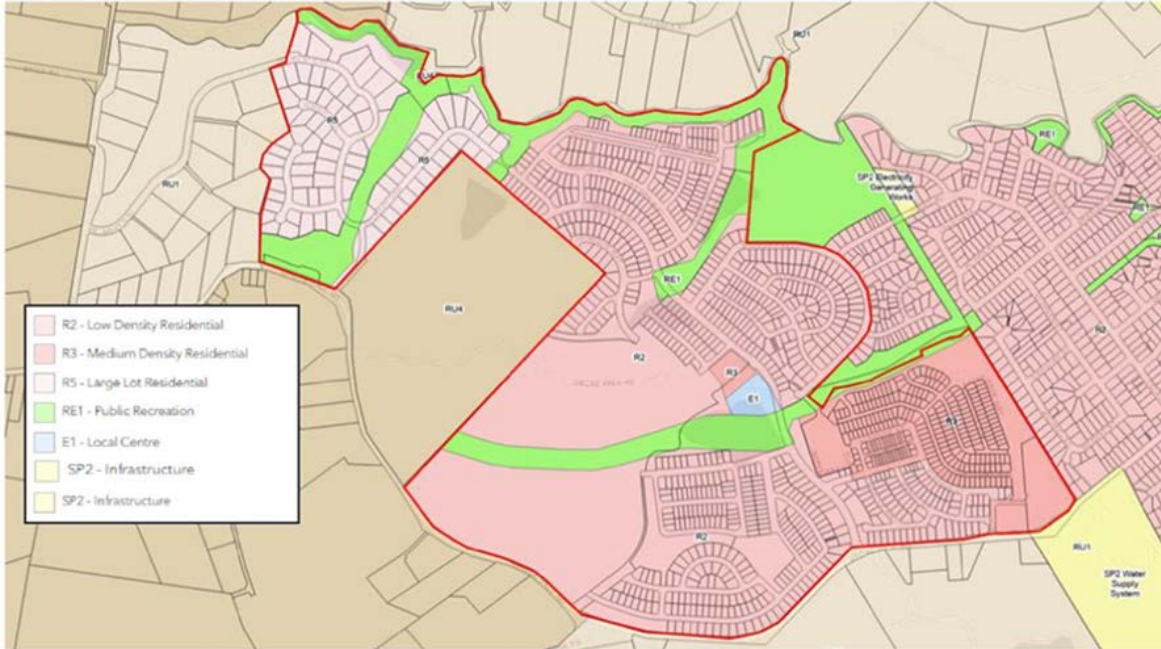 RU1
RU4
R5
RE1
R5
RU1
SP2 Electricity
Generating
Works
RE1
RE1
RU4
R2
R2
R3
E1
R3
R2
RU1
SP2 Water
Supply
System
R2 - Low Density Residential
R3 - Medium Density Residential
R5 - Large Lot Residential
RE1 - Public Recreation
E1 - Local Centre
SP2 - Infrastructure
SP2 - Infrastructure